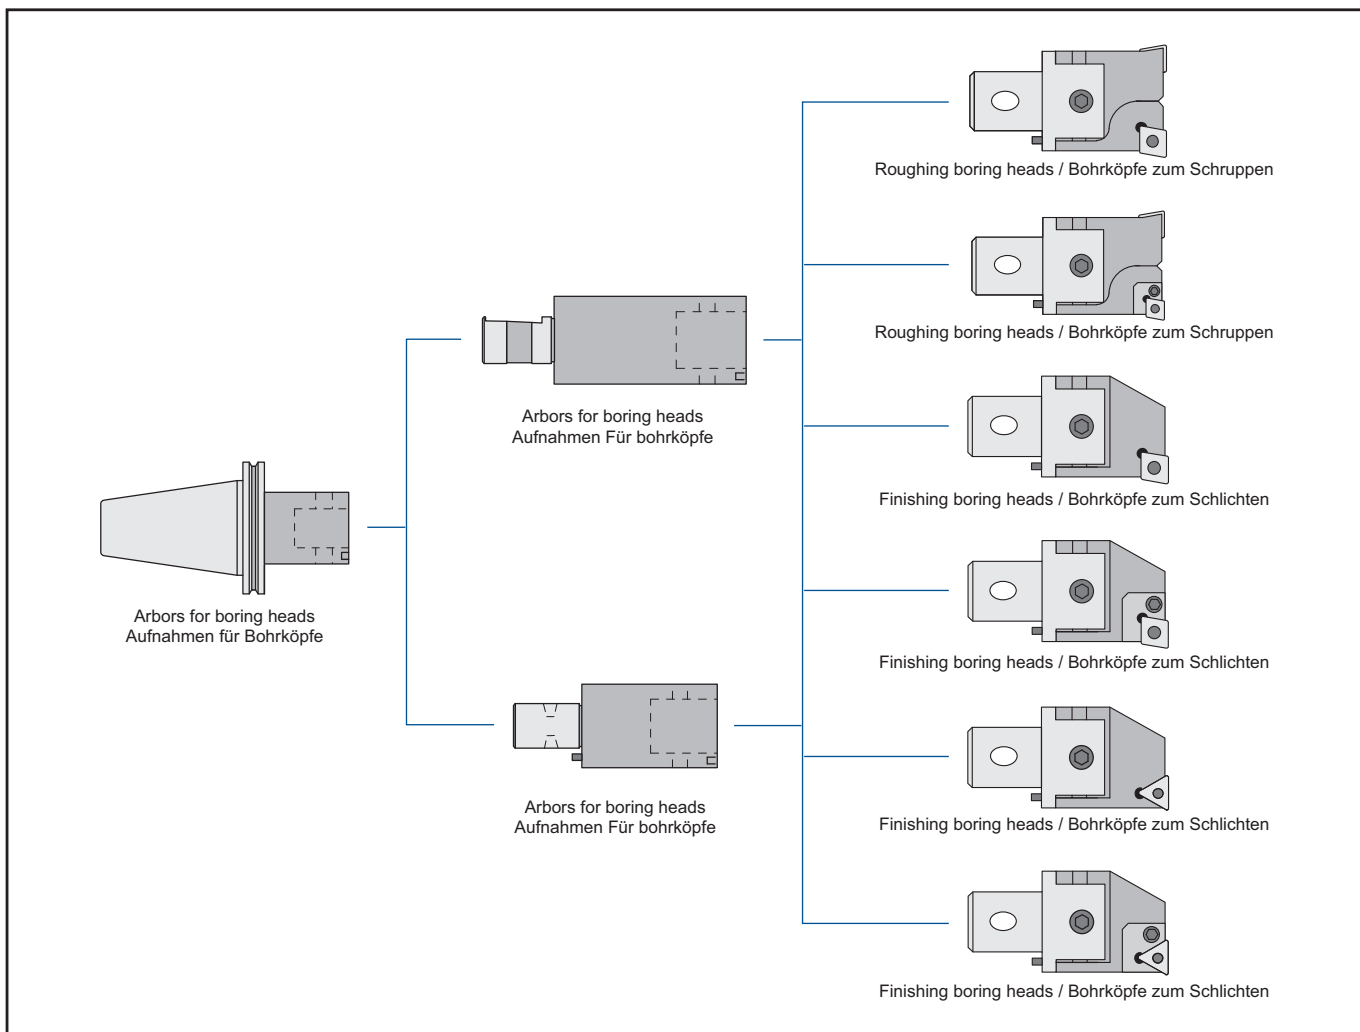 Roughing boring heads / Bohrköpfe zum Schruppen
Roughing boring heads / Bohrköpfe zum Schruppen
Arbors for boring heads
Aufnahmen Für bohrköpfe
Finishing boring heads / Bohrköpfe zum Schlichten
Arbors for boring heads
Aufnahmen für Bohrköpfe
Finishing boring heads / Bohrköpfe zum Schlichten
Arbors for boring heads
Aufnahmen Für bohrköpfe
Finishing boring heads / Bohrköpfe zum Schlichten
Finishing boring heads / Bohrköpfe zum Schlichten